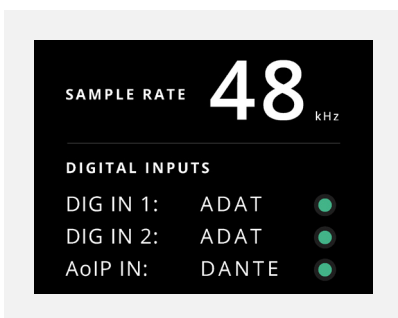 SAMPLE RATE 48 kHz
DIGITAL INPUTS
DIG IN 1: ADAT
DIG IN 2: ADAT
AoIP IN: DANTE